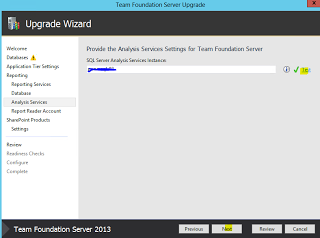 Team Foundation Server Upgrade
Upgrade Wizard
Welcome
Databases
Application Tier Settings
Reporting
Reporting Services
Database
Analysis Services
Report Reader Account
SharePoint Products
Settings
Review
Readiness Checks
Configure
Complete
Provide the Analysis Services Settings for Team Foundation Server
SQL Server Analysis Services Instance:
Test
Team Foundation Server 2013
Previous
Next
Review
Cancel